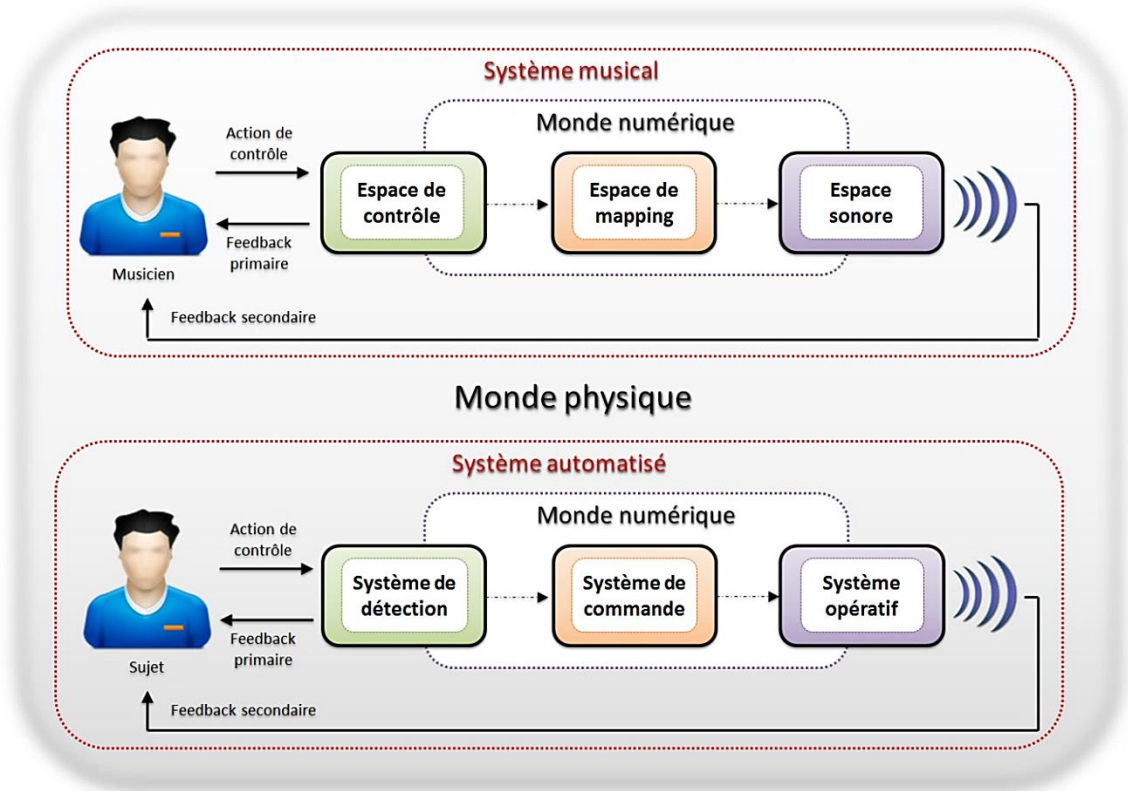 Système musical
Monde numérique
Action de
contrôle
Espace de
contrôle
Espace de
mapping
Espace
sonore
Feedback
primaire
Musicien
Feedback secondaire
Monde physique
Système automatisé
Monde numérique
Action de
contrôle
Système de
détection
Système de
commande
Système
opératif
Feedback
primaire
Sujet
Feedback secondaire